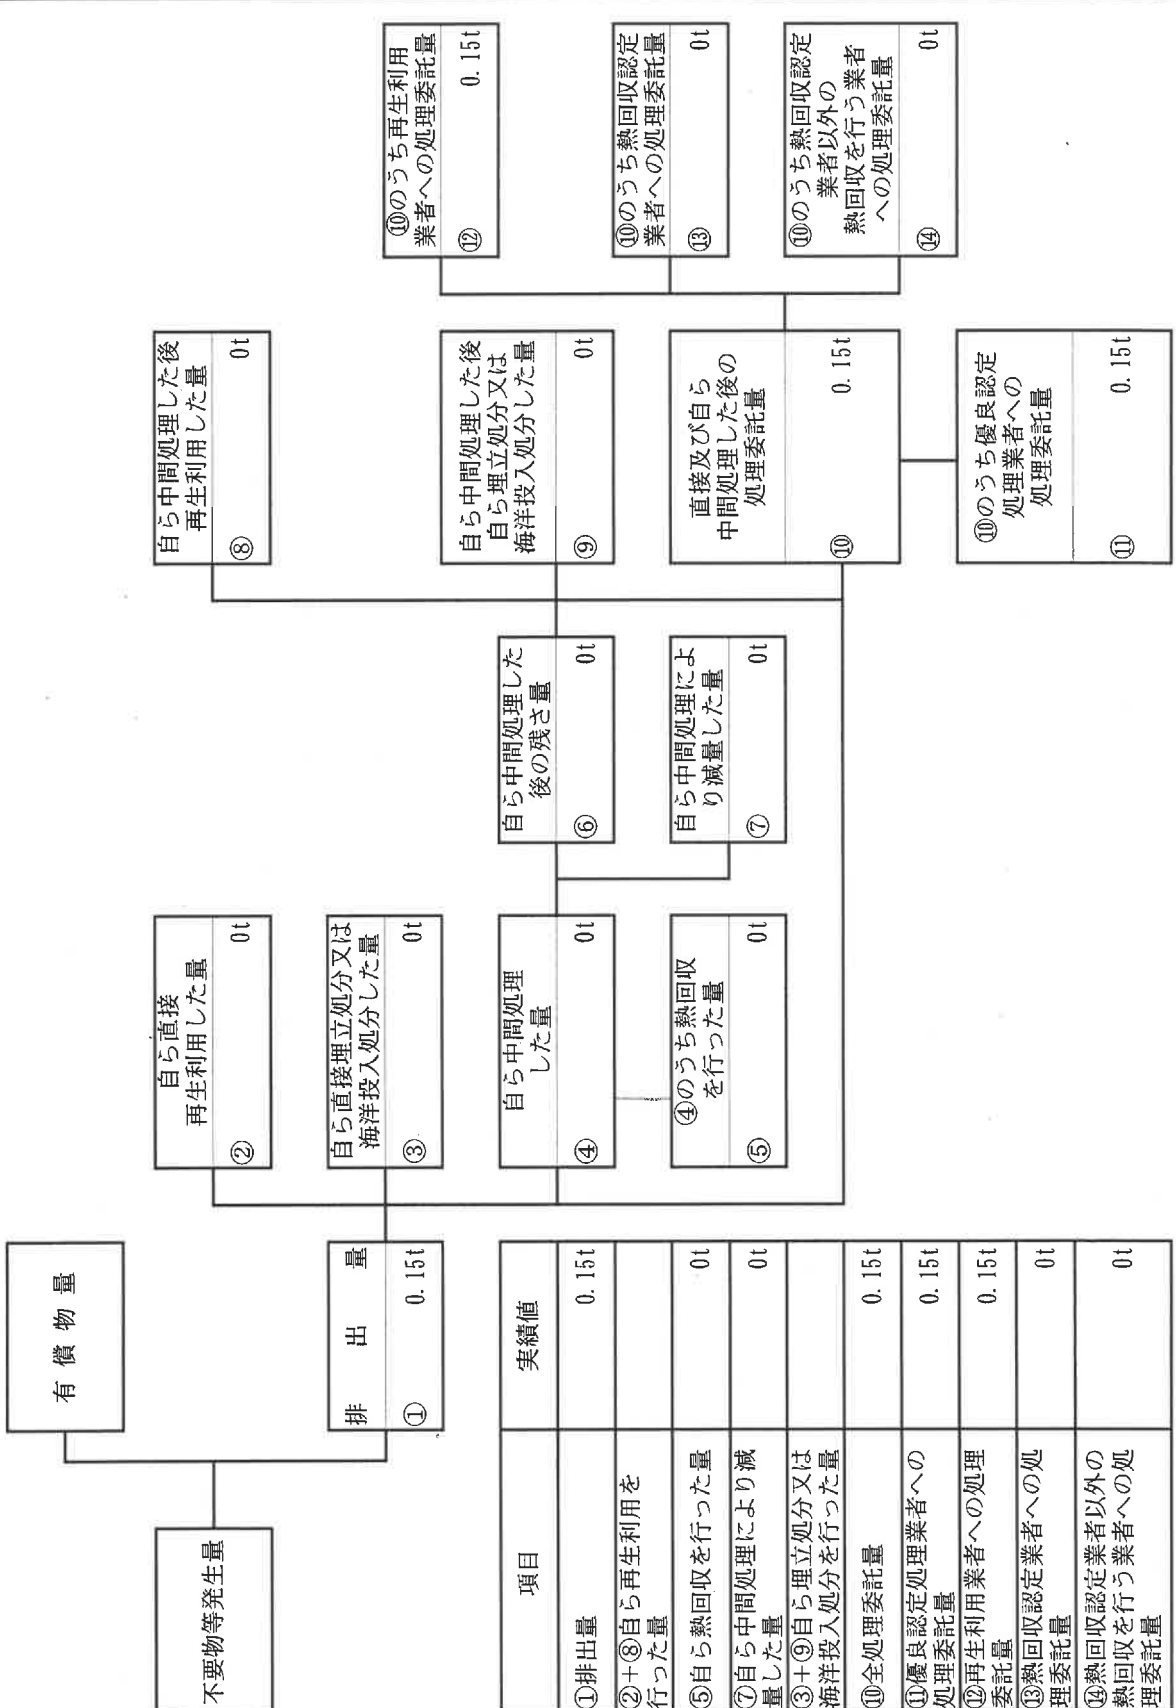 不要物等発生量
有償物量
排出量
① 0.15t
自ら直接
再生利用した量
② 0t
自ら直接埋立処分又は
海洋投入処分した量
③ 0t
自ら中間処理
した量
④ 0t
④のうち熱回収
を行った量
⑤ 0t
自ら中間処理した
後の残さ量
⑥ 0t
自ら中間処理によ
り減量した量
⑦ 0t
自ら中間処理した後
再生利用した量
⑧ 0t
自ら中間処理した後
自ら埋立処分又は
海洋投入処分した量
⑨ 0t
直接及び自ら
中間処理した後の
処理委託量
⑩ 0.15t
⑩のうち優良認定
処理業者への
処理委託量
⑪ 0.15t
⑩のうち再生利用
業者への処理委託量
⑫ 0.15t
⑩のうち熱回収認定
業者への処理委託量
⑬ 0t
⑩のうち熱回収認定
業者以外の
熱回収を行う業者
への処理委託量
⑭ 0t
項目 実績値
①排出量 0.15t
②+⑧自ら再生利用を
行った量
⑤自ら熱回収を行った量 0t
⑦自ら中間処理により減
量した量 0t
③+⑨自ら埋立処分又は
海洋投入処分を行った量
⑩全処理委託量 0.15t
⑪優良認定処理業者への
処理委託量 0.15t
⑫再生利用業者への処理
委託量 0.15t
⑬熱回収認定業者への処
理委託量 0t
⑭熱回収認定業者以外の
熱回収を行う業者への処
理委託量 0t